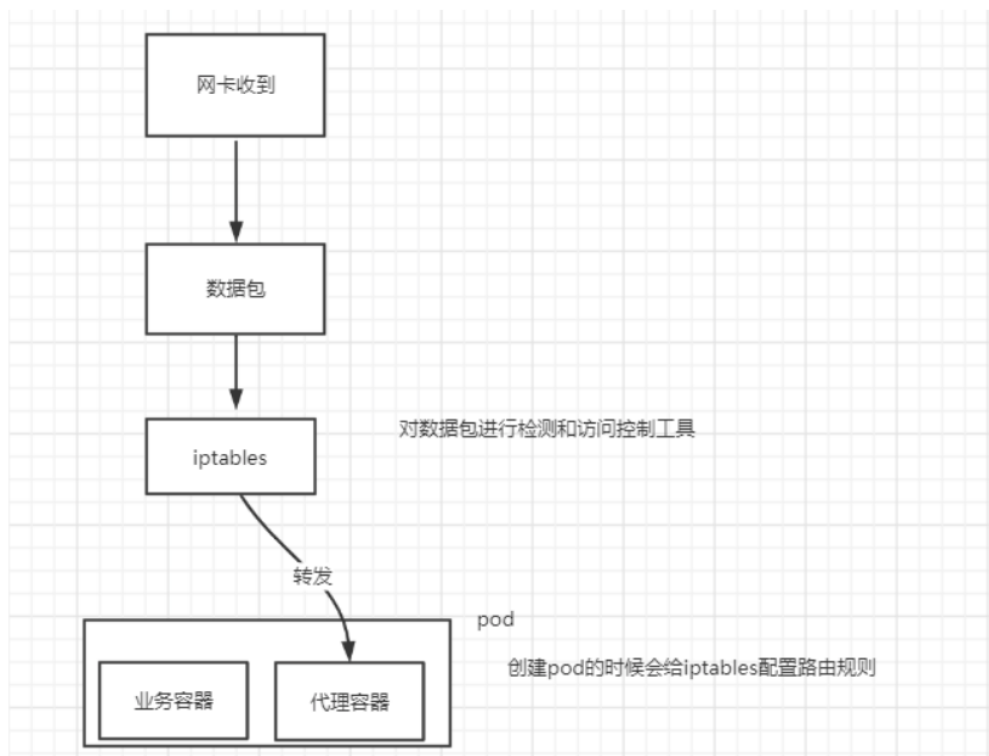 网卡收到
数据包
对数据包进行检测和访问控制工具
iptables
转发
pod
创建pod的时候会给iptables配置路由规则
业务容器
代理容器